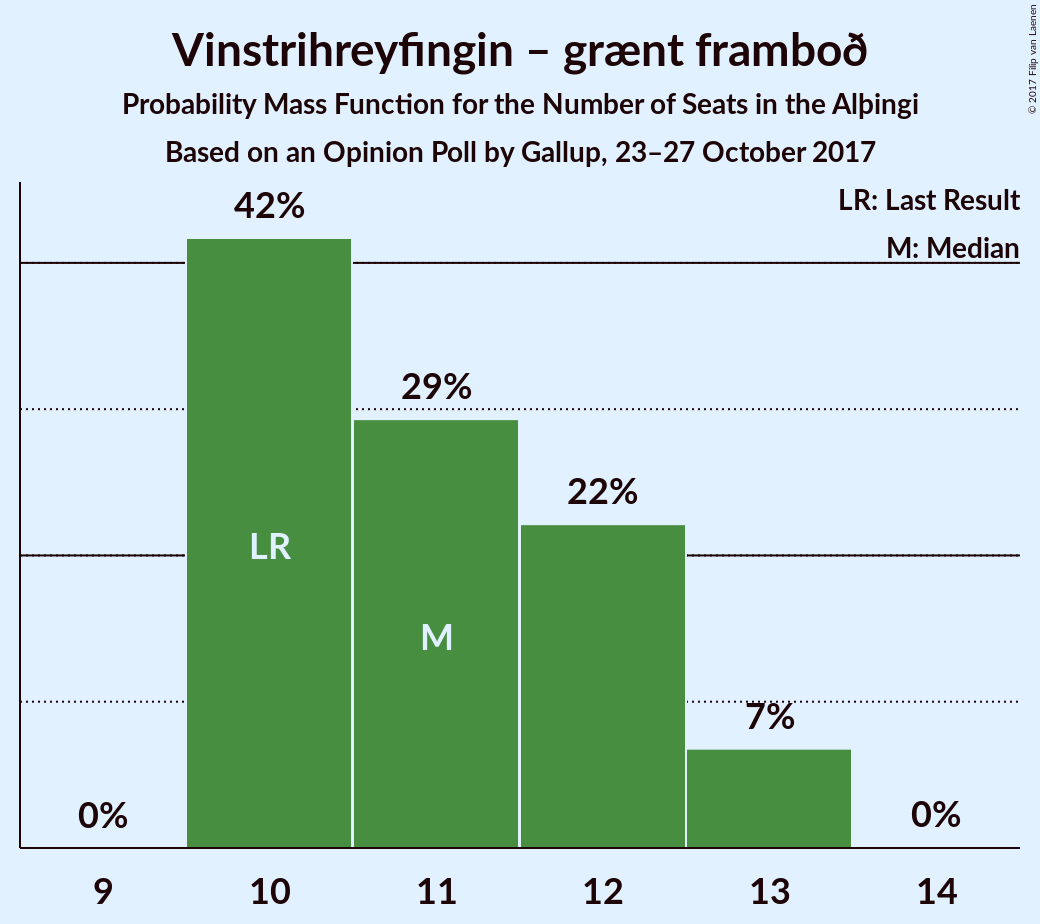 Vinstrihreyfingin – grænt framboð
Probability Mass Function for the Number of Seats in the Alþingi
Based on an Opinion Poll by Gallup, 23–27 October 2017
© 2017 Filip van Laenen
LR: Last Result
M: Median
42%
29%
22%
7%
0%
0%
LR
M
9 10 11 12 13 14